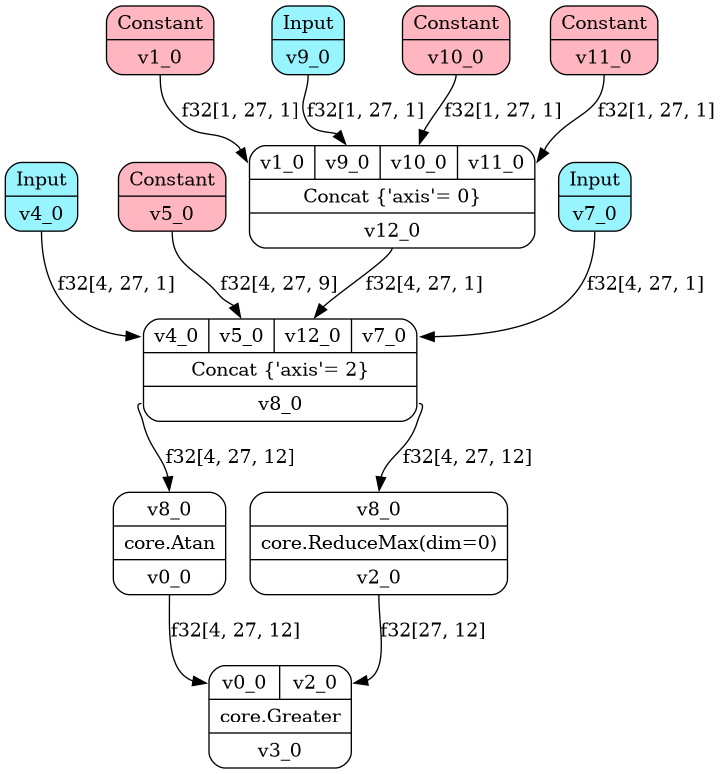 Constant
v1_0
Input
v9_0
Constant
v10_0
Constant
v11_0
f32[1, 27, 1]
f32[1, 27, 1]
f32[1, 27, 1]
f32[1, 27, 1]
v1_0 v9_0 v10_0 v11_0
Concat {'axis'= 0}
v12_0
Input
v4_0
Constant
v5_0
Input
v7_0
f32[4, 27, 1]
f32[4, 27, 9]
f32[4, 27, 1]
f32[4, 27, 1]
v4_0 v5_0 v12_0 v7_0
Concat {'axis'= 2}
v8_0
f32[4, 27, 12]
f32[4, 27, 12]
v8_0
core.Atan
v0_0
v8_0
core.ReduceMax(dim=0)
v2_0
f32[4, 27, 12]
f32[27, 12]
v0_0 v2_0
core.Greater
v3_0